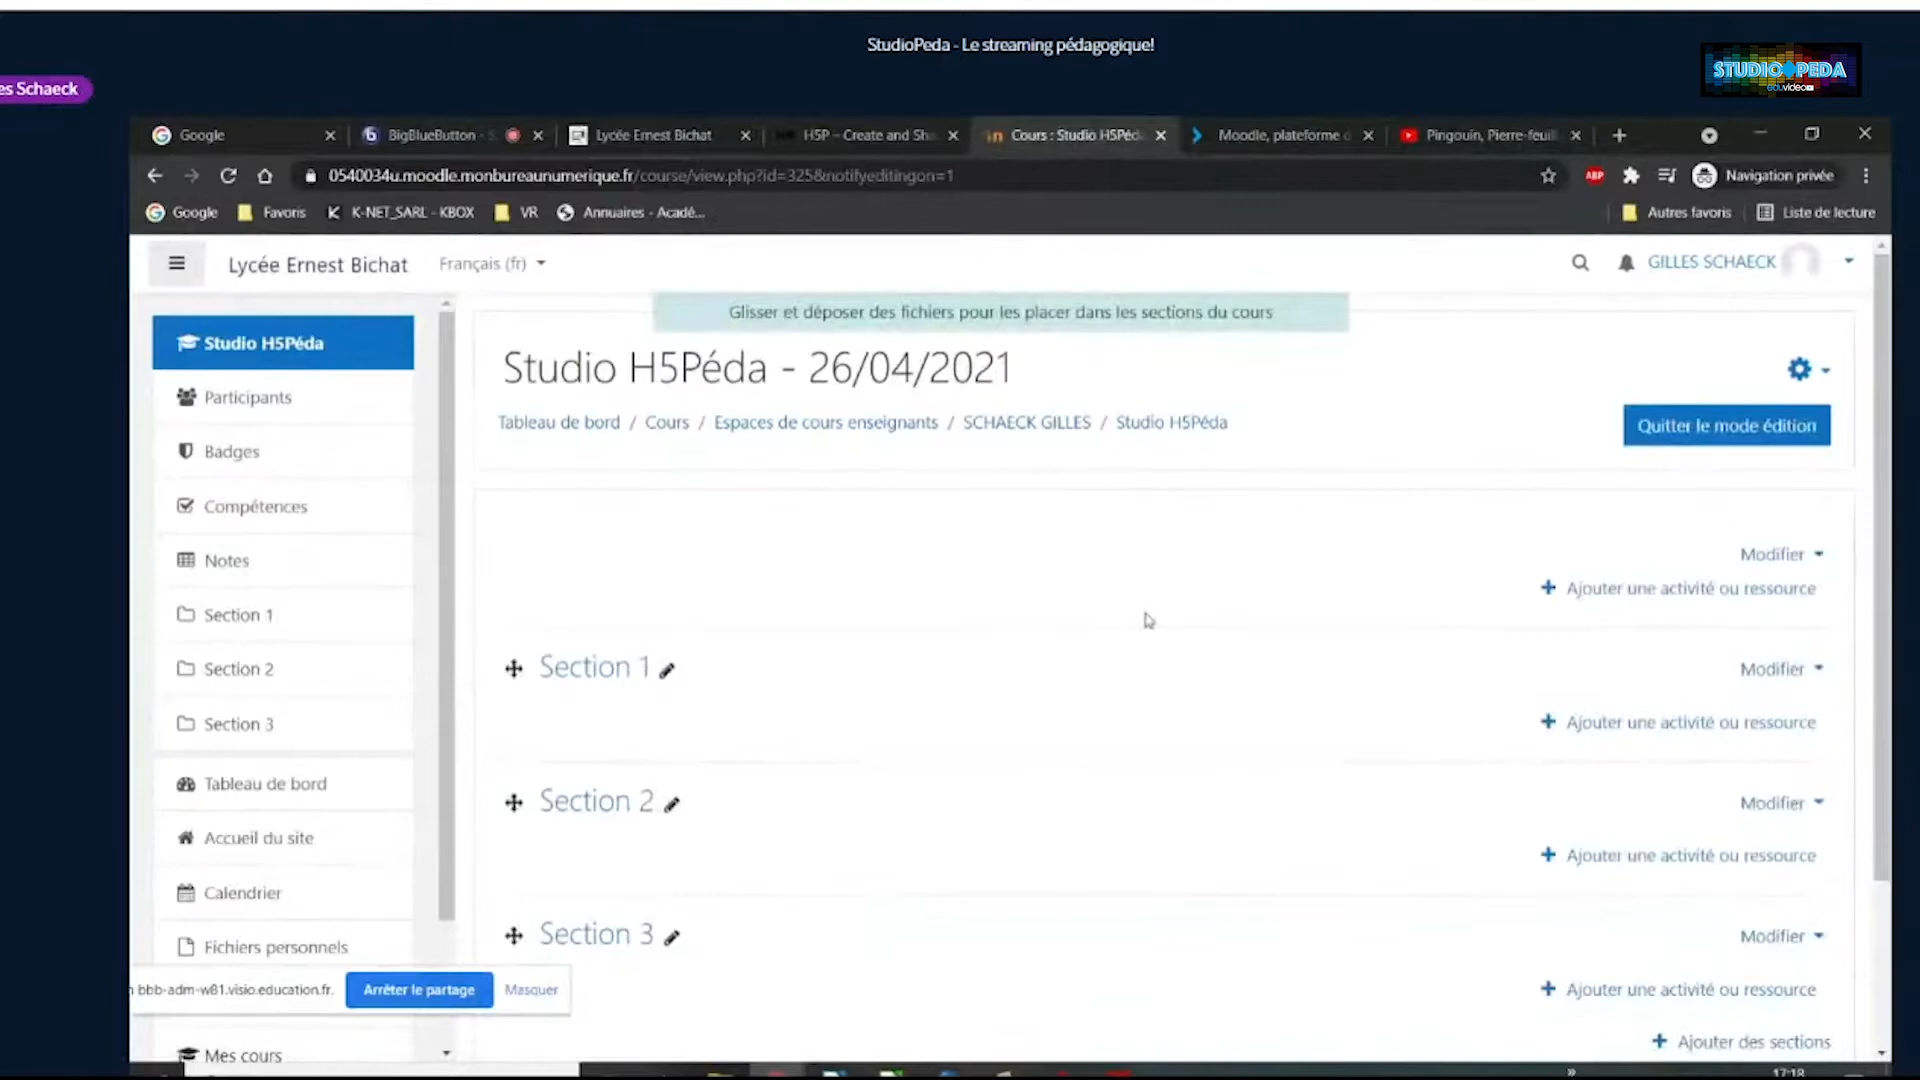 StudioPeda - Le streaming pédagogique!
STUDIO PEDA
eduvideo
es Schaeck
Google
BigBlueButton - S
Lycée Ernest Bichat
H5P – Create and Sha
Cours : Studio H5Péda
Moodle, plateforme d
Pingouin, Pierre-feuil
0540034u.moodle.monbureaunumerique.fr/course/view.php?id=325&notifyeditingon=1
ABP
Navigation privée
Google
Favoris
K-NET_SARL - KBOX
VR
Annuaires - Acadé...
Autres favoris
Liste de lecture
Lycée Ernest Bichat
Français (fr)
GILLES SCHAECK
Glisser et déposer des fichiers pour les placer dans les sections du cours
Studio H5Péda
Participants
Badges
Compétences
Notes
Section 1
Section 2
Section 3
Tableau de bord
Accueil du site
Calendrier
Fichiers personnels
Mes cours
Studio H5Péda - 26/04/2021
Tableau de bord / Cours / Espaces de cours enseignants / SCHAECK GILLES / Studio H5Péda
Quitter le mode édition
Modifier
Ajouter une activité ou ressource
Section 1
Modifier
Ajouter une activité ou ressource
Section 2
Modifier
Ajouter une activité ou ressource
Section 3
Modifier
Ajouter une activité ou ressource
Ajouter des sections
bbb-adm-w81.visio.education.fr.
Arrêter le partage
Masquer
17:18